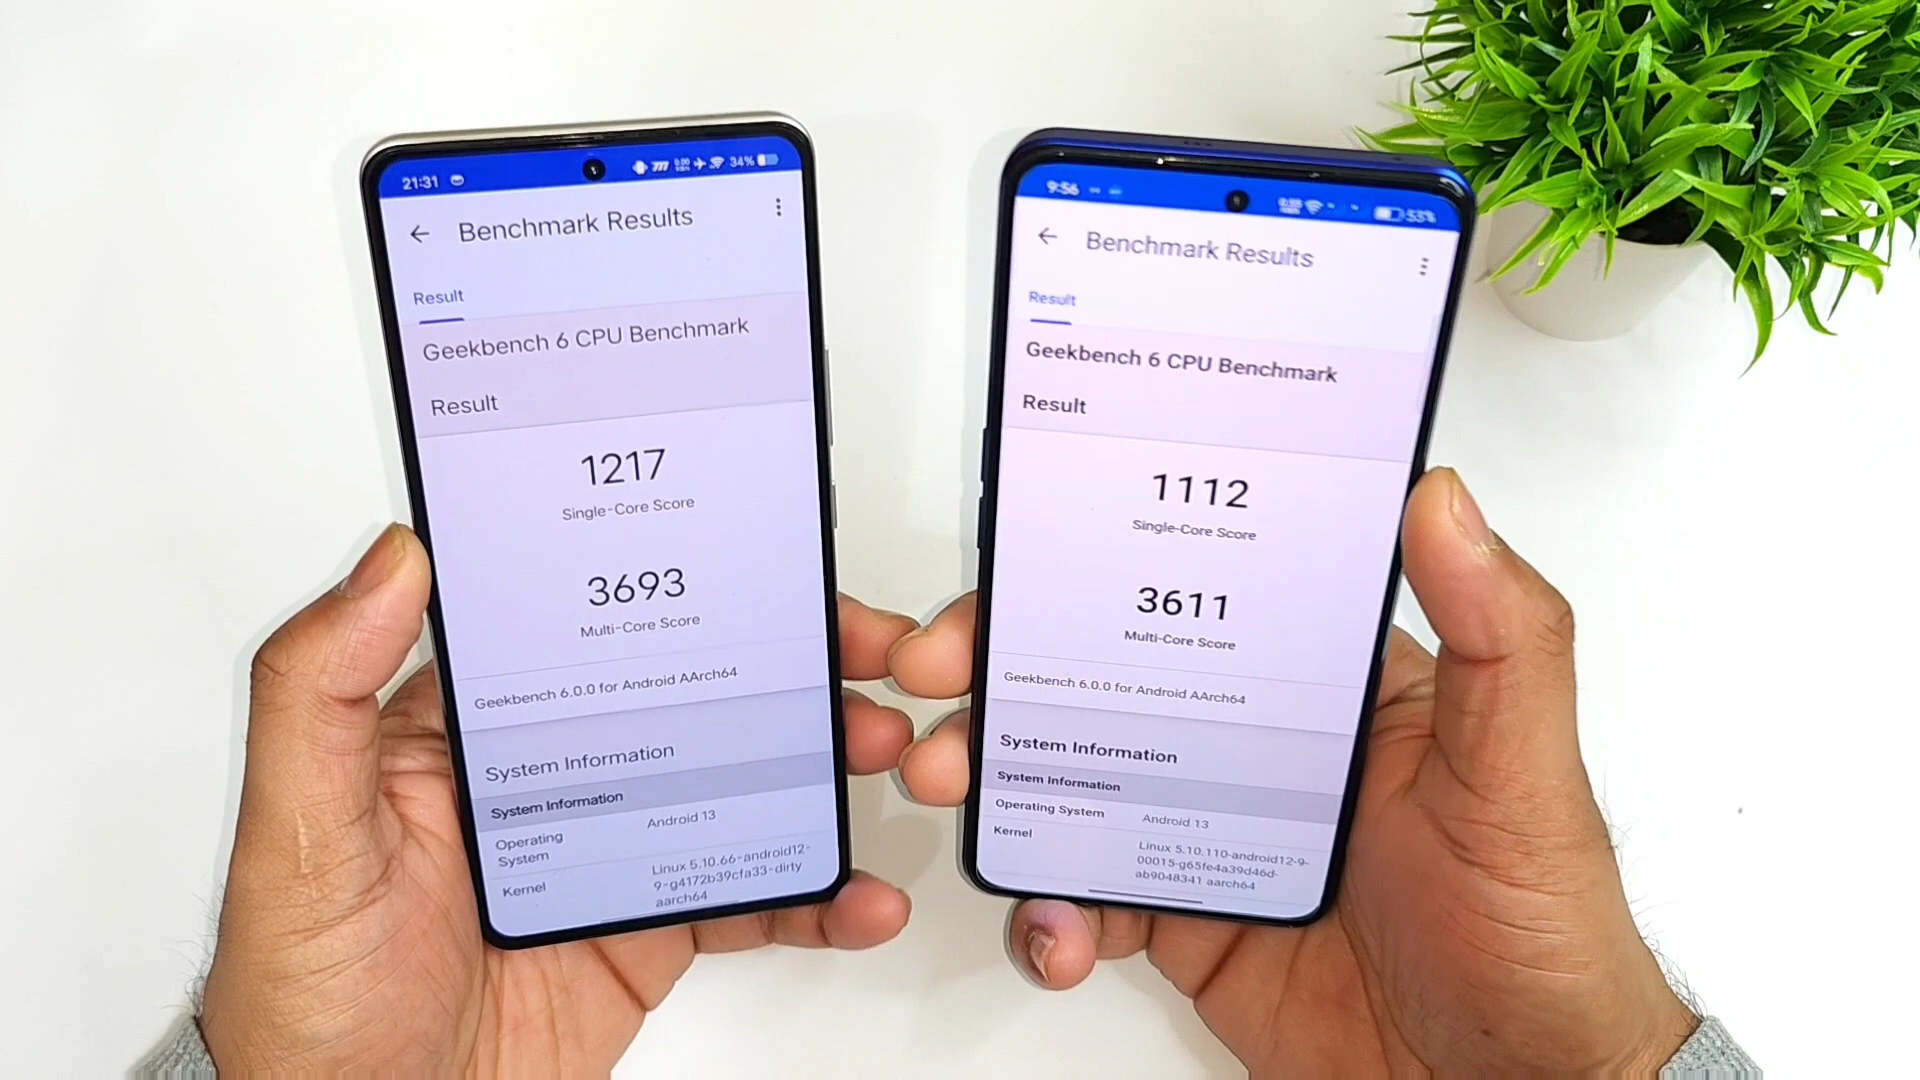 21:31
34%
Benchmark Results
Result
Geekbench 6 CPU Benchmark
Result
1217
Single-Core Score
3693
Multi-Core Score
Geekbench 6.0.0 for Android AArch64
System Information
System Information
Operating System
Android 13
Kernel
Linux 5.10.66-android12-
9-g4172b39cfa33-dirty
aarch64
9:56
53%
Benchmark Results
Result
Geekbench 6 CPU Benchmark
Result
1112
Single-Core Score
3611
Multi-Core Score
Geekbench 6.0.0 for Android AArch64
System Information
System Information
Operating System
Android 13
Kernel
Linux 5.10.110-android12-9-
00015-g65fe4a39d46d-
ab9048341 aarch64